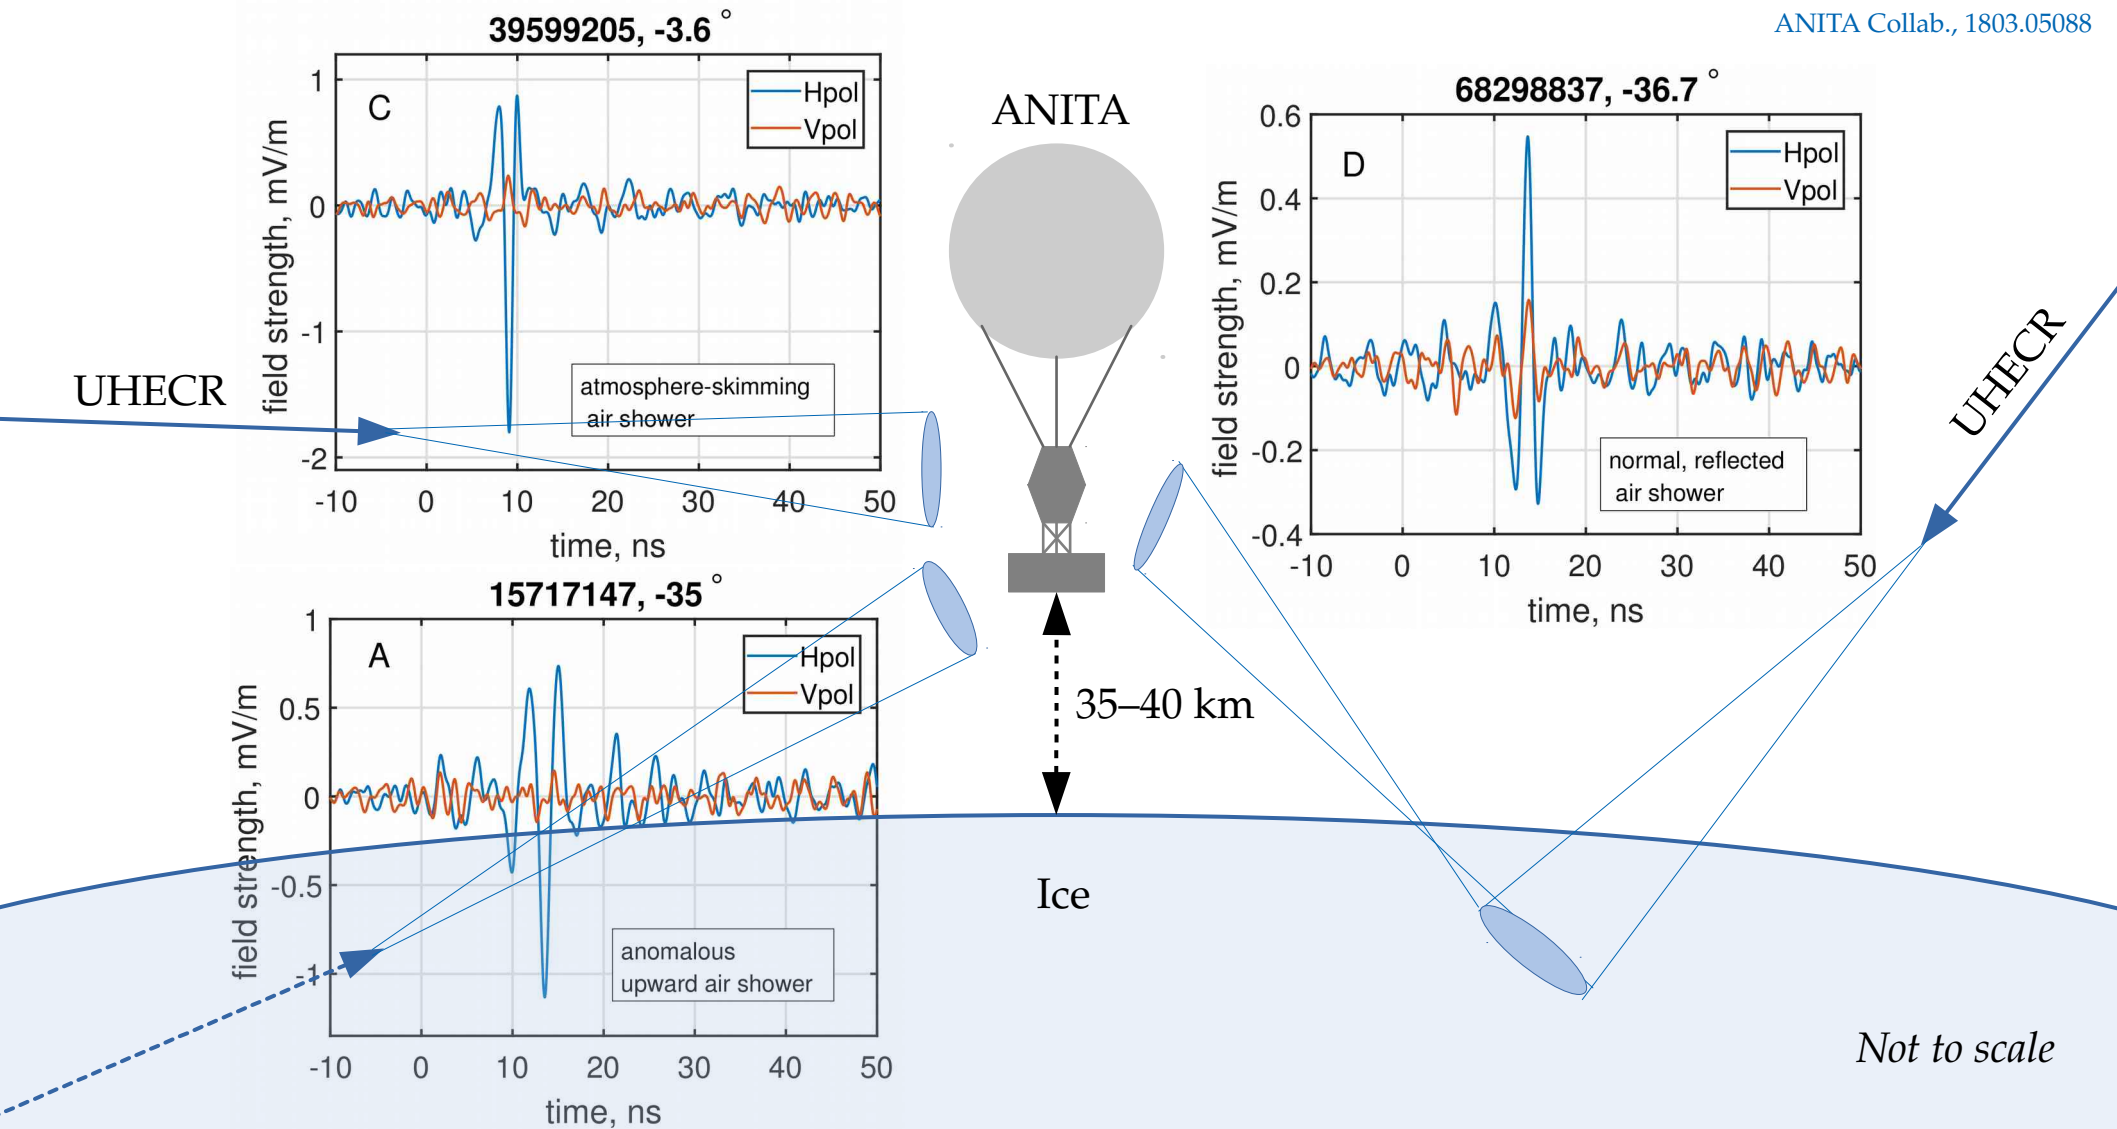 ANITA Collab., 1803.05088
39599205, -3.6 °
C
Hpol
Vpol
1
0
-1
-2
field strength, mV/m
atmosphere-skimming
air shower
-10 0 10 20 30 40 50
time, ns
UHECR
ANITA
68298837, -36.7 °
D
Hpol
Vpol
0.6
0.4
0.2
0
-0.2
-0.4
field strength, mV/m
normal, reflected
air shower
-10 0 10 20 30 40 50
time, ns
UHECR
15717147, -35 °
A
Hpol
Vpol
1
0.5
0
-0.5
-1
field strength, mV/m
anomalous
upward air shower
-10 0 10 20 30 40 50
time, ns
35–40 km
Ice
Not to scale